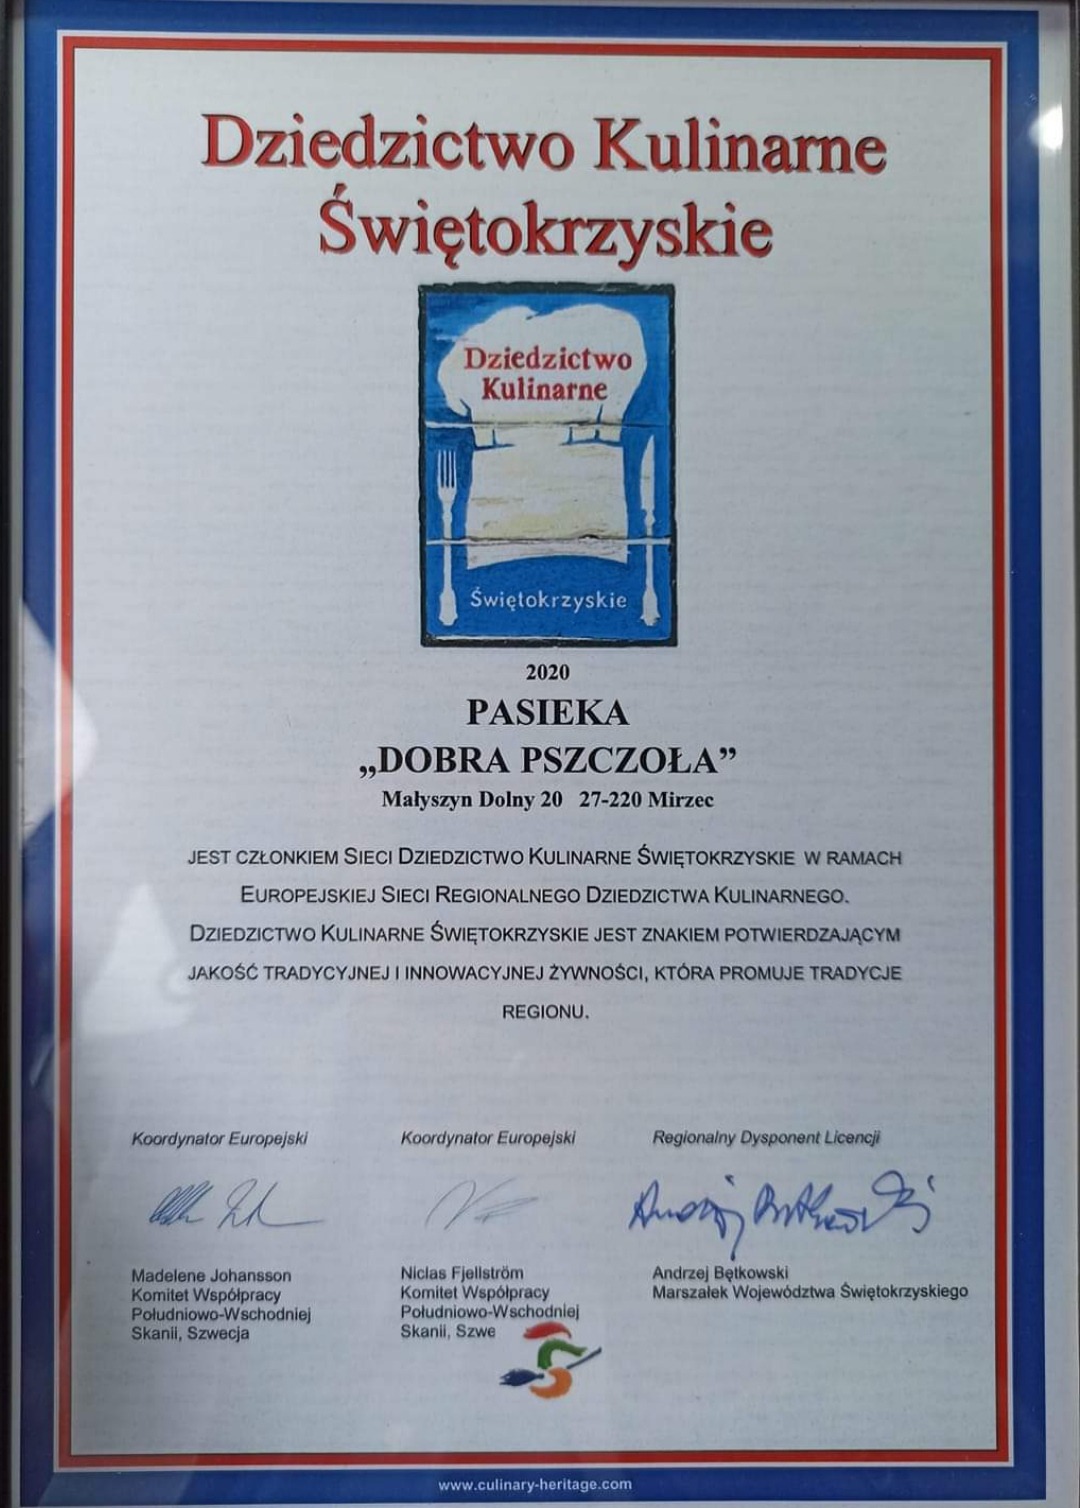 Dziedzictwo Kulinarne
Świętokrzyskie
Dziedzictwo
Kulinarne
Świętokrzyskie
2020
PASIEKA
„DOBRA PSZCZOŁA”
Małyszyn Dolny 20 27-220 Mirzec
JEST CZŁONKIEM SIECI DZIEDZICTWO KULINARNE ŚWIĘTOKRZYSKIE W RAMACH
EUROPEJSKIEJ SIECI REGIONALNEGO DZIEDZICTWA KULINARNEGO.
DZIEDZICTWO KULINARNE ŚWIĘTOKRZYSKIE JEST ZNAKIEM POTWIERDZAJĄCYM
JAKOŚĆ TRADYCYJNEJ I INNOWACYJNEJ ŻYWNOŚCI, KTÓRA PROMUJE TRADYCJE
REGIONU.
Koordynator Europejski
Koordynator Europejski
Regionalny Dysponent Licencji
Madelene Johansson
Komitet Współpracy
Południowo-Wschodniej
Skanii, Szwecja
Niclas Fjellström
Komitet Współpracy
Południowo-Wschodniej
Skanii, Szwe
Andrzej Bętkowski
Marszałek Województwa Świętokrzyskiego
www.culinary-heritage.com